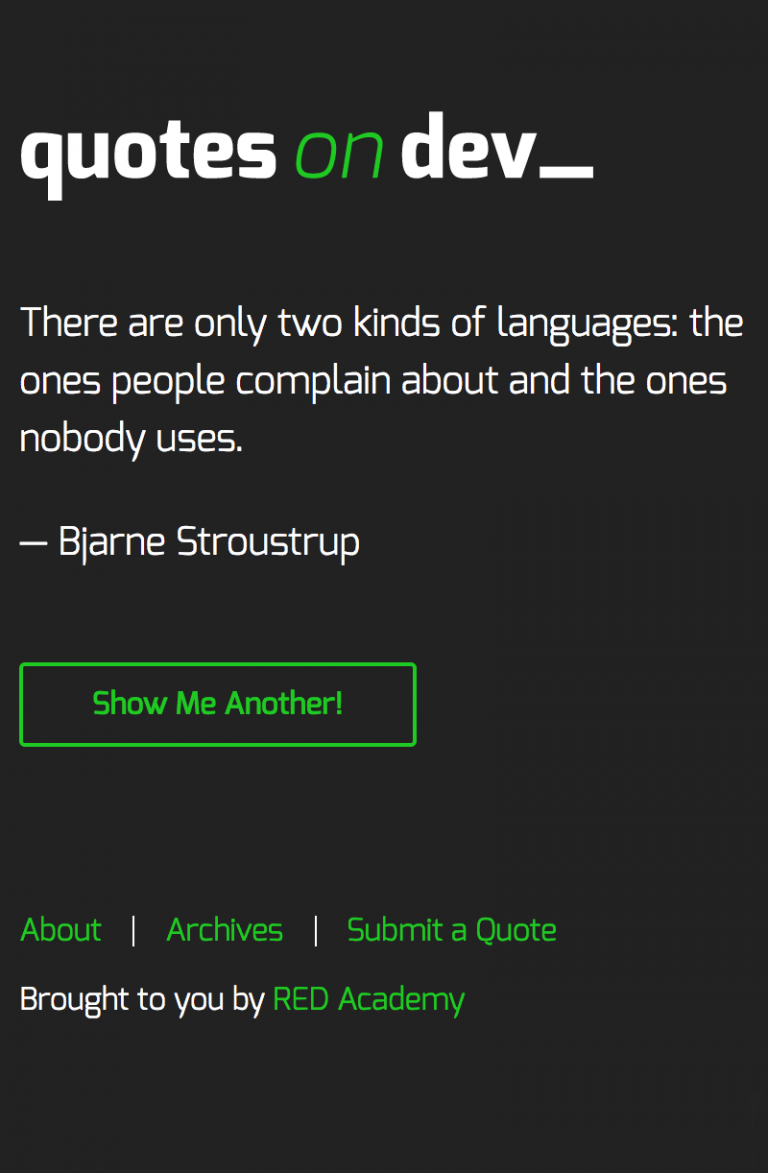 quotes on dev_
There are only two kinds of languages: the
ones people complain about and the ones
nobody uses.
— Bjarne Stroustrup
Show Me Another!
About | Archives | Submit a Quote
Brought to you by RED Academy